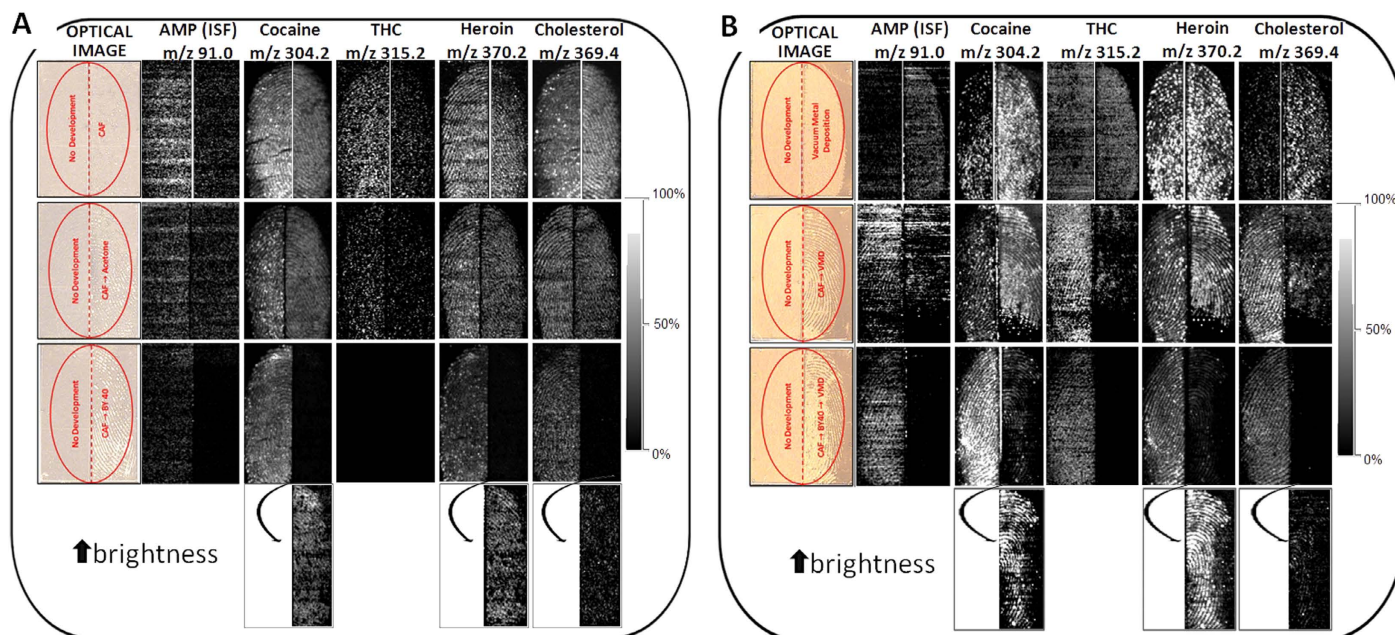 A
OPTICAL IMAGE
AMP (ISF) m/z 91.0
Cocaine m/z 304.2
THC m/z 315.2
Heroin m/z 370.2
Cholesterol m/z 369.4
No Development
CAF
No Development
CAF → Acetone
No Development
CAF → BY 40
100%
50%
0%
⬆brightness
B
OPTICAL IMAGE
AMP (ISF) m/z 91.0
Cocaine m/z 304.2
THC m/z 315.2
Heroin m/z 370.2
Cholesterol m/z 369.4
No Development
Vacuum Metal
Deposition
No Development
CAF → VMD
No Development
CAF → BY40 → VMD
100%
50%
0%
⬆brightness